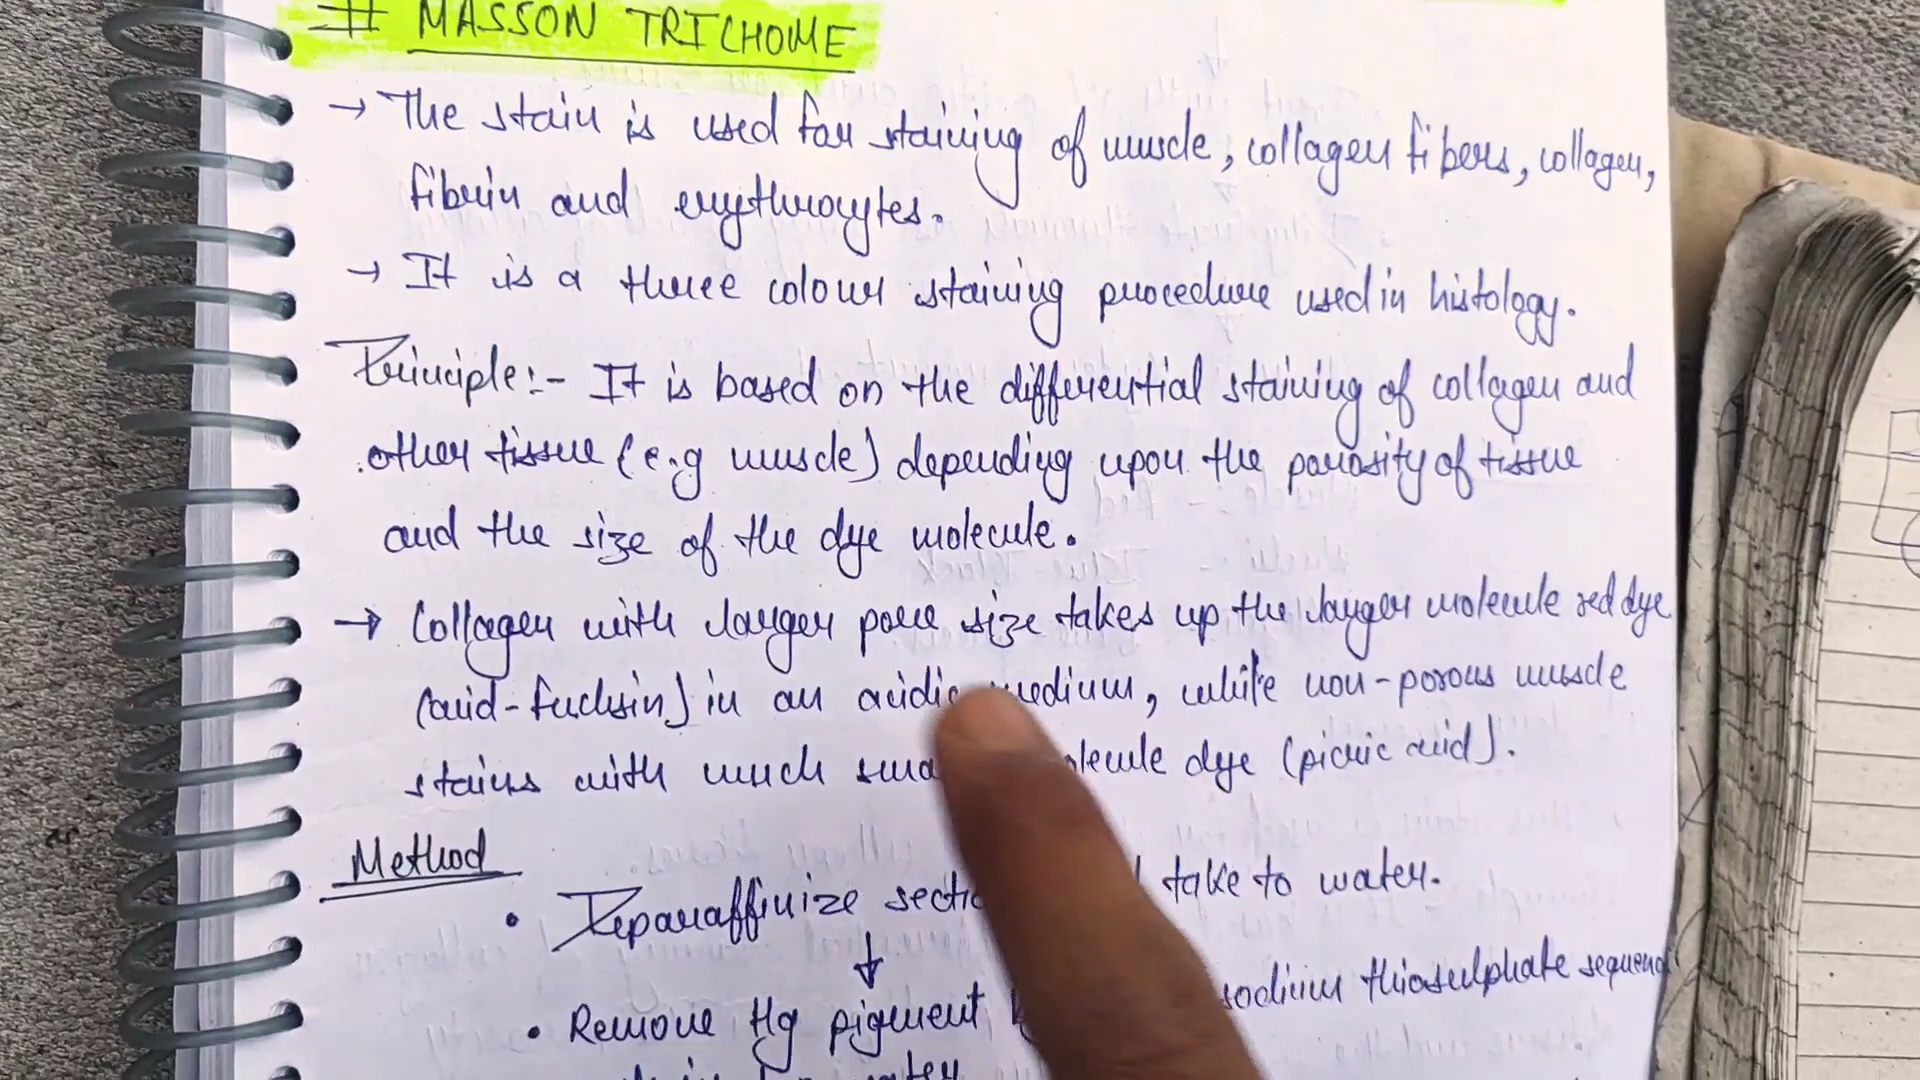 # MASSON TRICHOME
→ The stain is used for staining of muscle, collagen fibers, collagen,
fibrin and erythrocytes.
→ It is a three colour staining procedure used in histology.
Principle:- It is based on the differential staining of collagen and
other tissue (e.g muscle) depending upon the porosity of tissue
and the size of the dye molecule.
→ Collagen with larger pore size takes up the larger molecule red dye
(acid-fuchsin) in an acidic medium, while non-porous muscle
stains with much molecule dye (picric acid).
Method
• Deparaffinize take to water.
↓
• Remove Hg pigment sodium thiosulphate
water